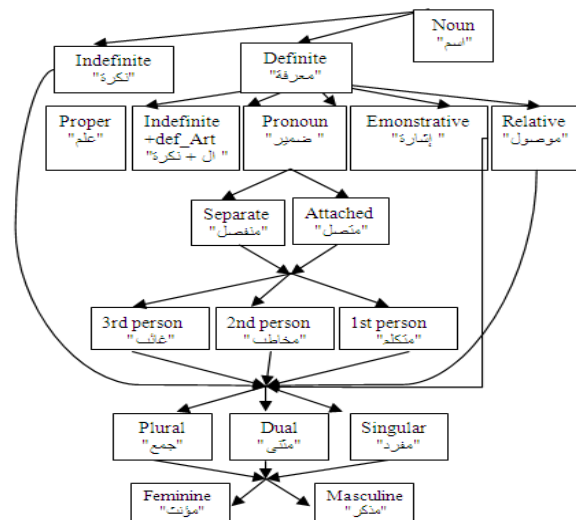 Noun
"اسم"
Indefinite
"نكرة"
Definite
"معرفة"
Proper
"علم"
Indefinite
+def_Art
"ال + نكرة"
Pronoun
"ضمير"
Emonstrative
"إشارة"
Relative
"موصول"
Separate
"منفصل"
Attached
"متصل"
3rd person
"غائب"
2nd person
"مخاطب"
1st person
"متكلم"
Plural
"جمع"
Dual
"مثنى"
Singular
"مفرد"
Feminine
"مؤنث"
Masculine
"مذكر"